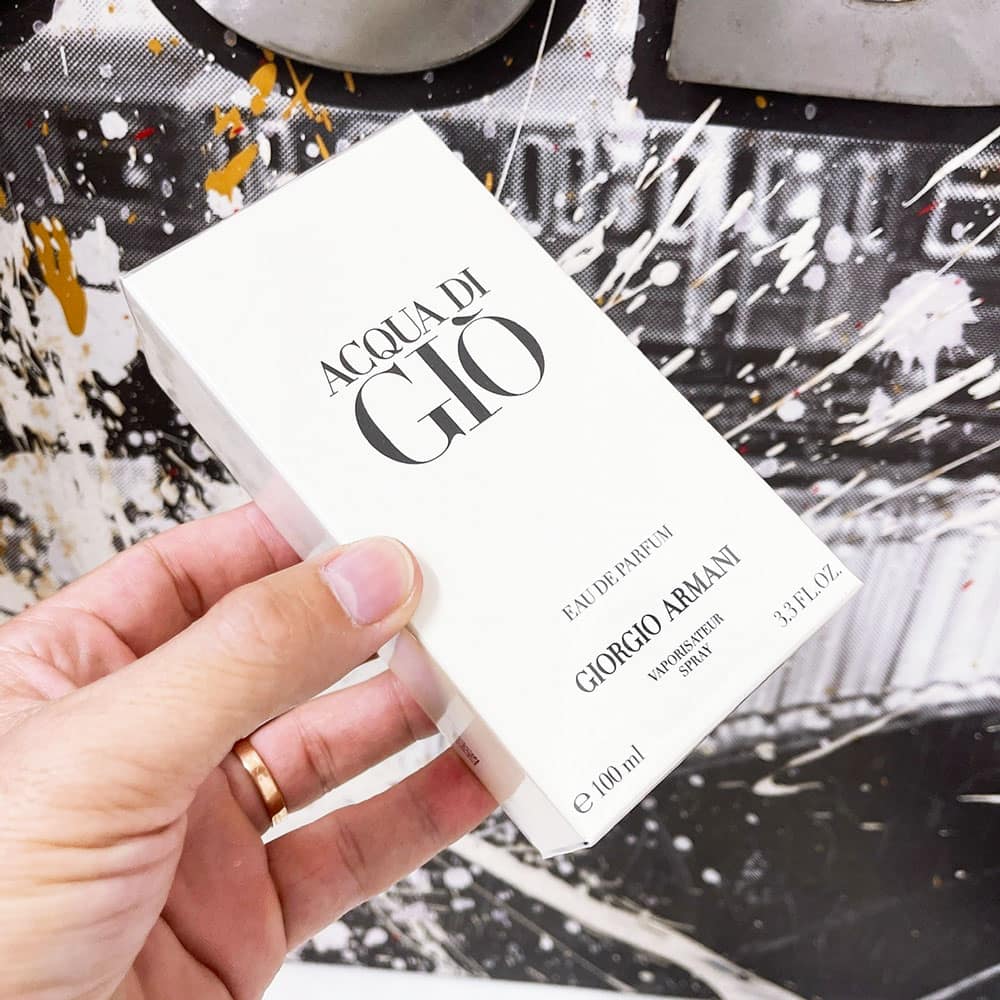 ACQUA DI
GIÒ
EAU DE PARFUM
GIORGIO ARMANI
VAPORISATEUR
SPRAY
℮ 100 ml
3.3 FL.OZ.